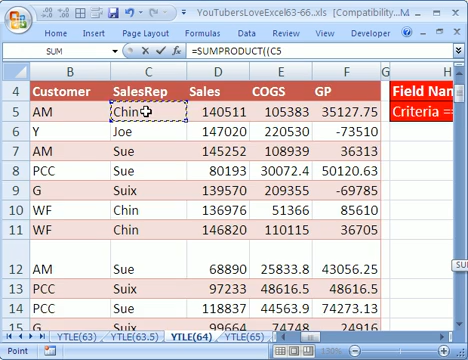 YouTubersLoveExcel63-66...xls [Compatibility
Home Insert Page Layout Formulas Data Review View Developer
SUM =SUMPRODUCT((C5
B C D E F G H
4 Customer SalesRep Sales COGS GP Field Nan
5 AM Chin 140511 105383 35127.75 Criteria ==
6 Y Joe 147020 220530 -73510
7 AM Sue 145252 108939 36313
8 PCC Sue 80193 30072.4 50120.63
9 G Suix 139570 209355 -69785
10 WF Chin 136976 51366 85610
11 WF Chin 146820 110115 36705
12 AM Sue 68890 25833.8 43056.25
SU
13 PCC Suix 97233 48616.5 48616.5
14 PCC Sue 118837 44563.9 74273.13
15 G Suix 99664 74748 24916
YTLE(63) YTLE(63.5) YTLE(64) YTLE(65)
Point 130%